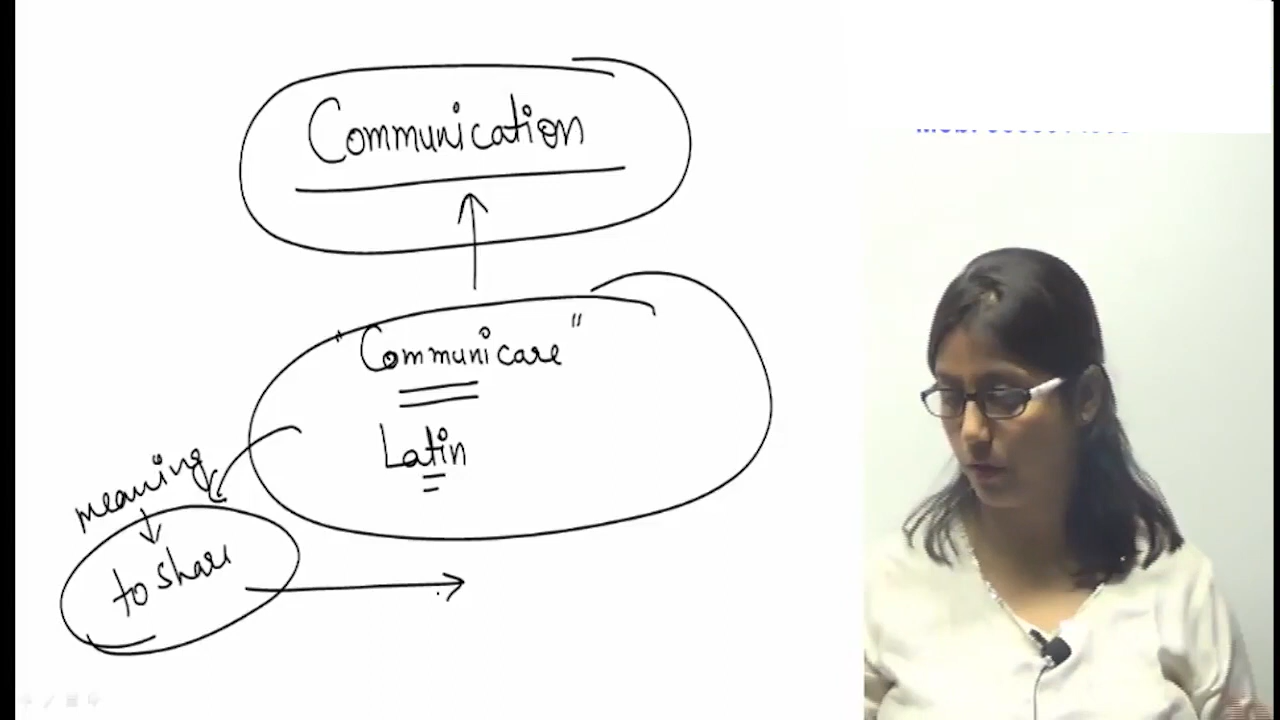 Communication
"Communicare"
Latin
meaning
to share